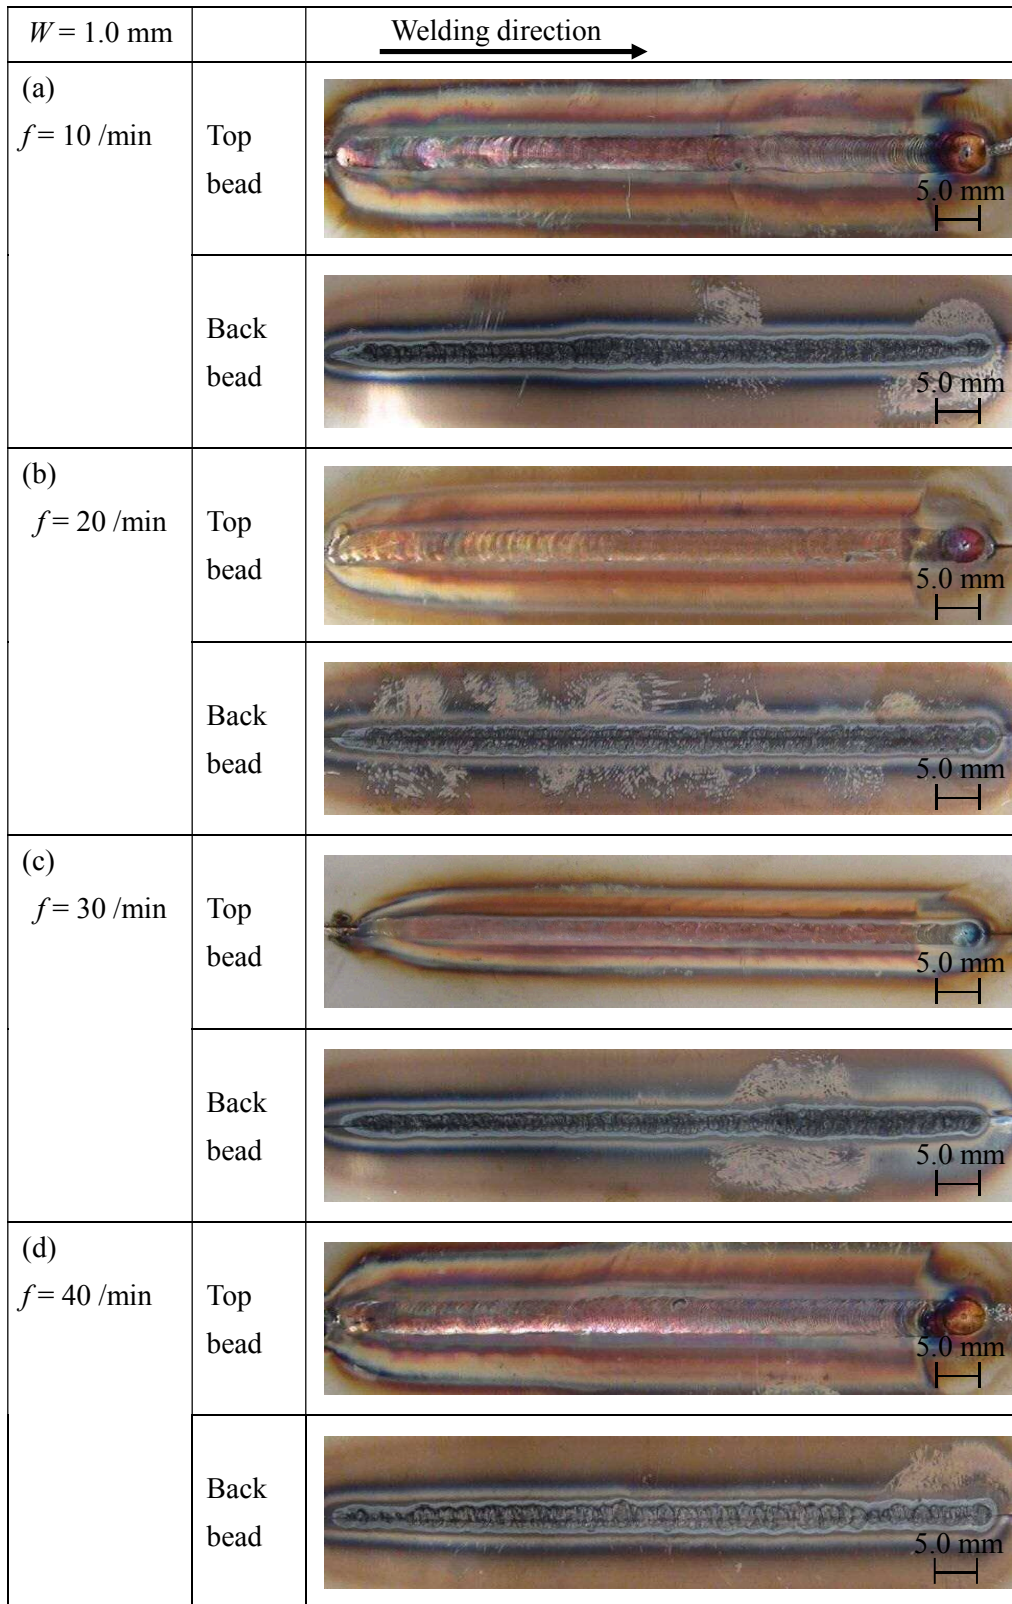 W = 1.0 mm
Welding direction
(a)
f = 10 /min
Top
bead
5.0 mm
Back
bead
5.0 mm
(b)
f = 20 /min
Top
bead
5.0 mm
Back
bead
5.0 mm
(c)
f = 30 /min
Top
bead
5.0 mm
Back
bead
5.0 mm
(d)
f = 40 /min
Top
bead
5.0 mm
Back
bead
5.0 mm